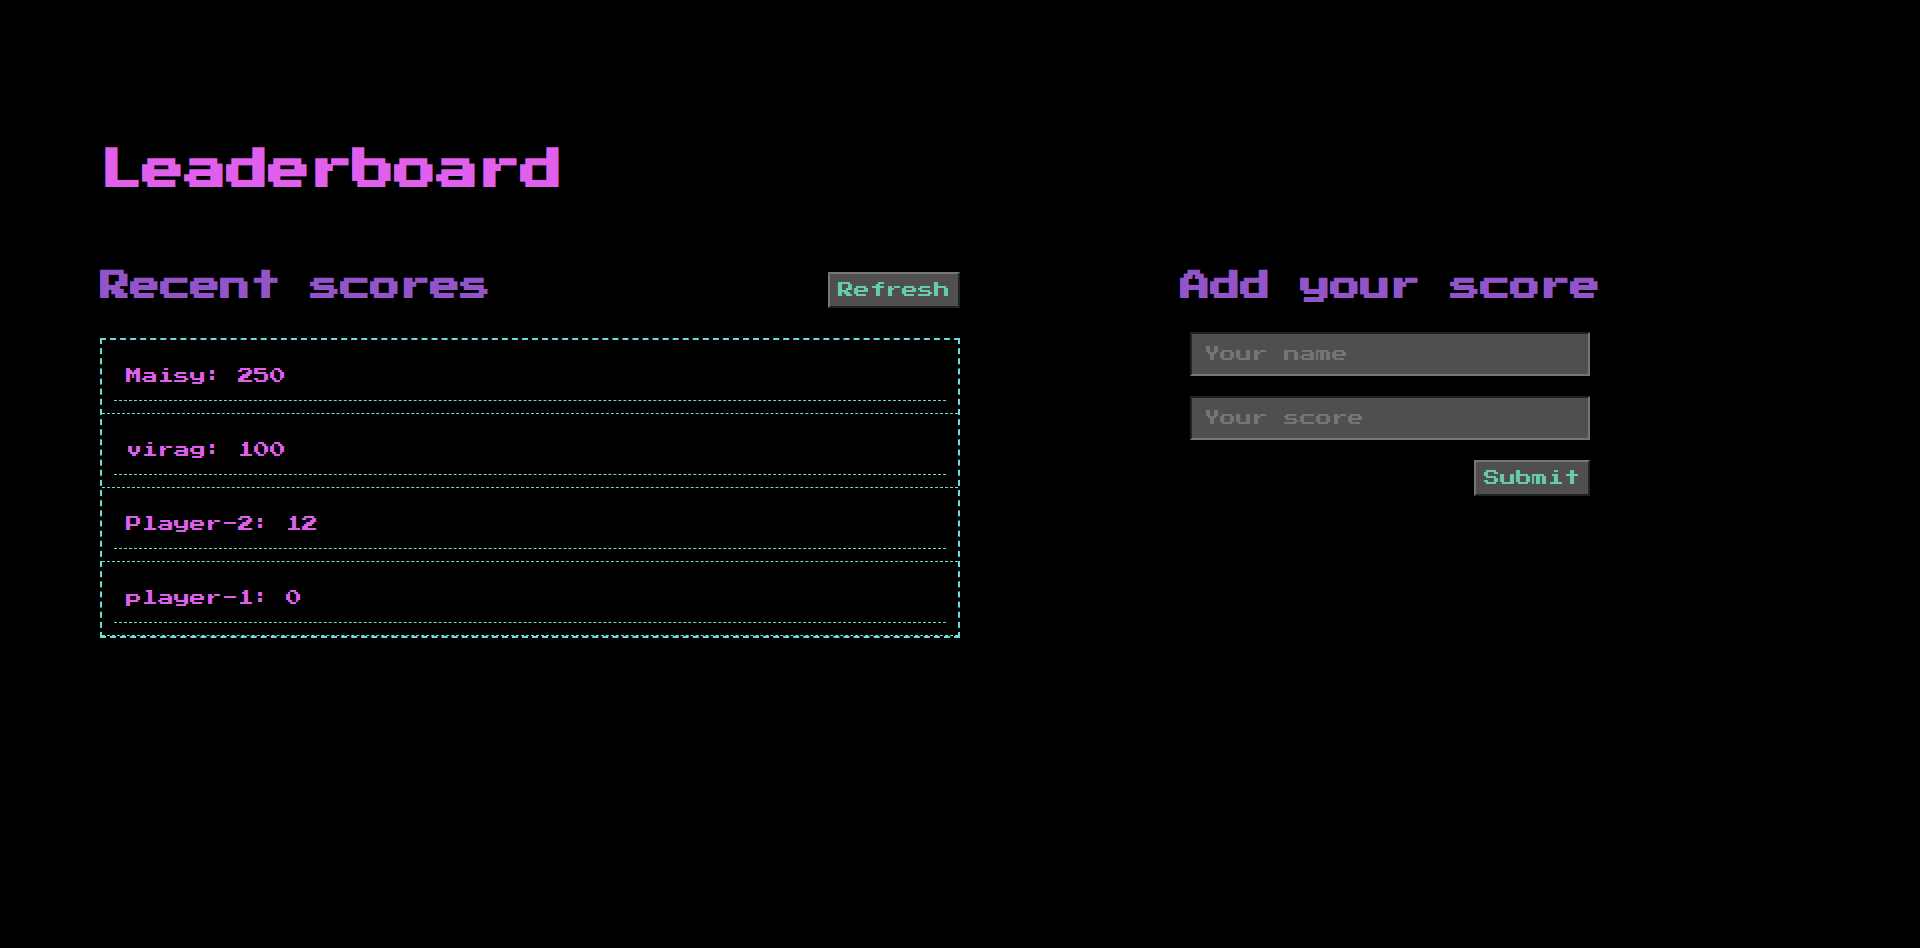 Leaderboard
Recent scores
Refresh
Maisy: 250
virag: 100
Player-2: 12
player-1: 0
Add your score
Your name
Your score
Submit